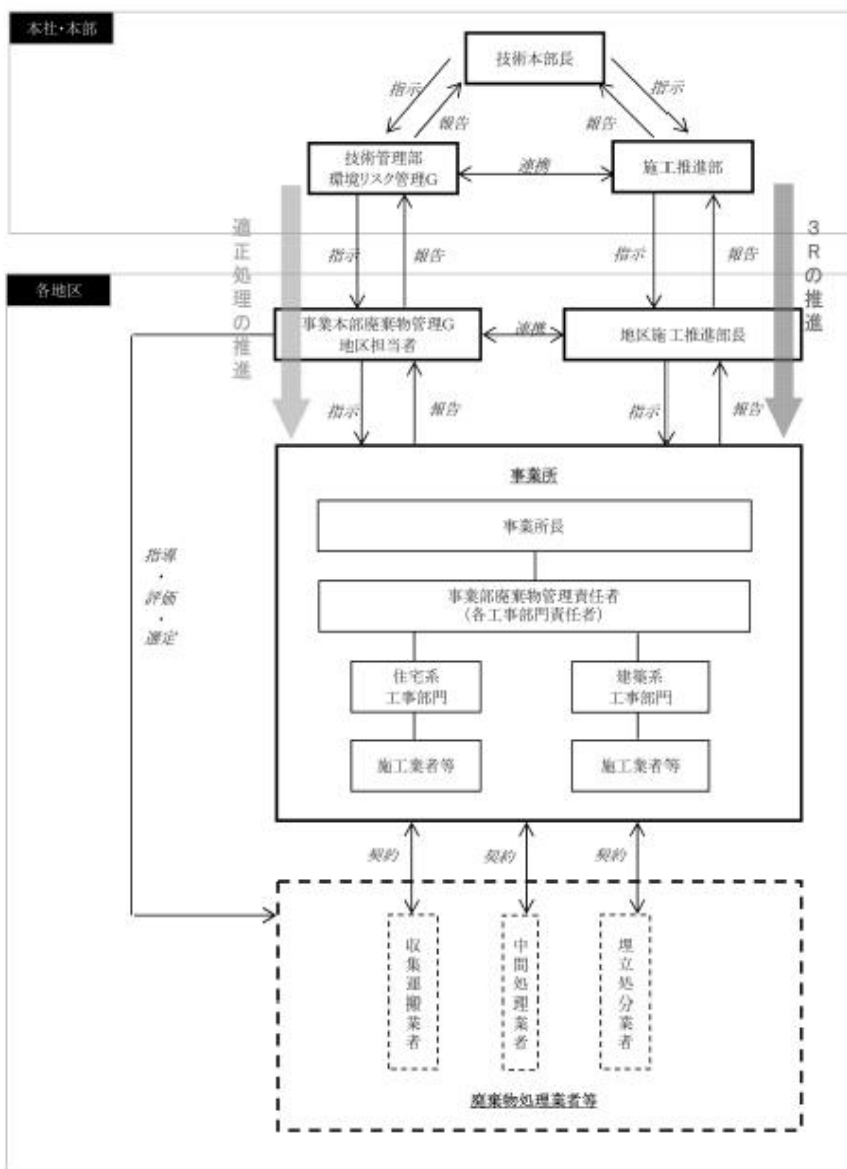 本社・本部
技術本部長
指示
報告
報告
指示
技術管理部
環境リスク管理G
連携
施工推進部
適正処理の推進
指示
報告
指示
報告
3Rの推進
各地区
事業本部廃棄物管理G
地区担当者
連携
地区施工推進部長
指示
報告
指示
報告
事業所
事業所長
事業部廃棄物管理責任者
(各工事部門責任者)
住宅系
工事部門
建築系
工事部門
施工業者等
施工業者等
指導
・
評価
・
選定
契約
契約
契約
収集運搬業者
中間処理業者
埋立処分業者
廃棄物処理業者等